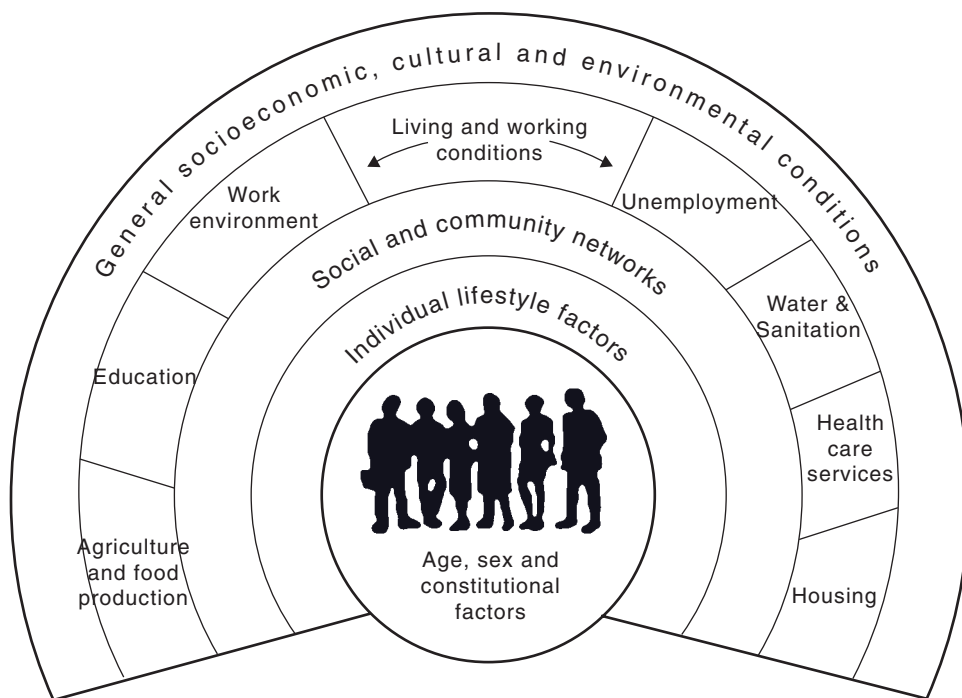 General socioeconomic, cultural and environmental conditions
Living and working
conditions
Work
environment
Unemployment
Social and community networks
Water &
Sanitation
Individual lifestyle factors
Education
Health
care
services
Agriculture
and food
production
Age, sex and
constitutional
factors
Housing